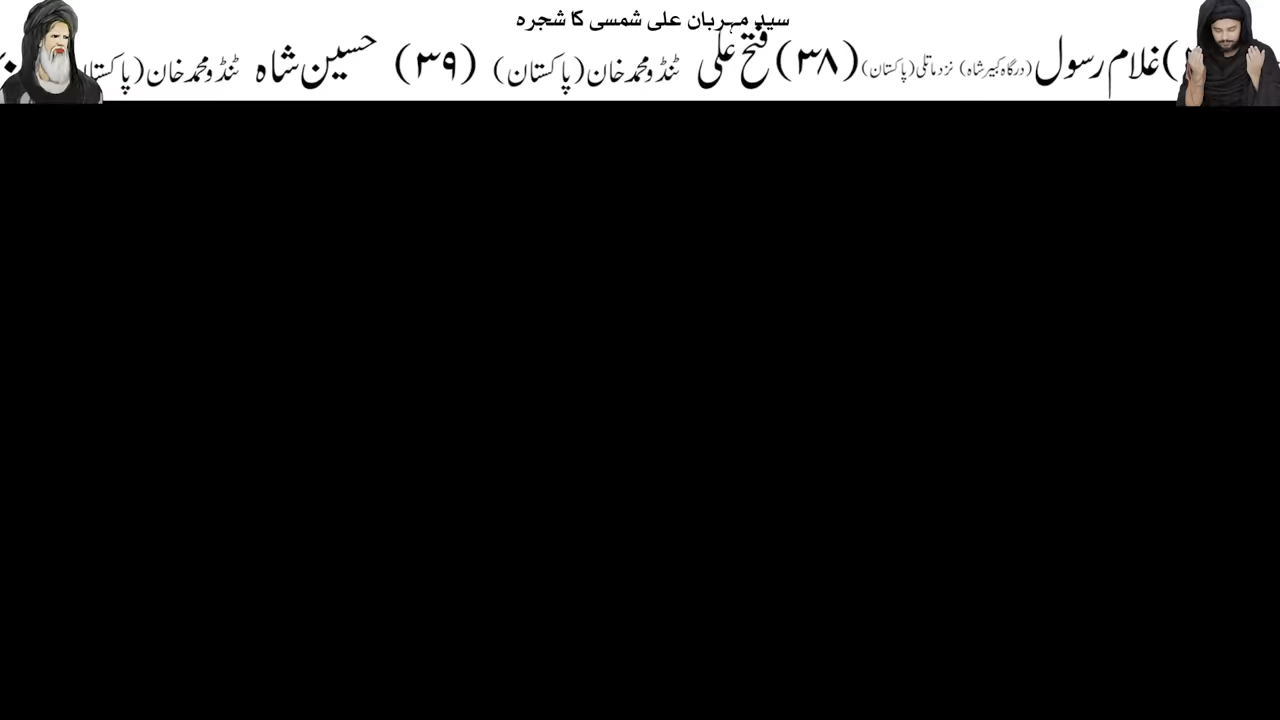 سید مہربان علی شمسی کا شجرہ
) غلام رسول (درگاہ کبیر شاہ) نزد ماتلی (پاکستان) (۳۸) فتح علی ٹنڈو محمد خان (پاکستان) (۳۹) حسین شاہ ٹنڈو محمد خان (پاکستا